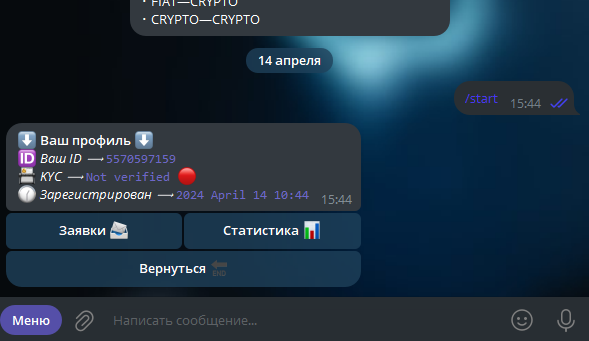 · FIAT—CRYPTO
· CRYPTO—CRYPTO
14 апреля
/start 15:44
⬇️ Ваш профиль ⬇️
🆔 Ваш ID ⟶ 5570597159
KYC ⟶ Not verified 🔴
Зарегистрирован ⟶ 2024 April 14 10:44
15:44
Заявки
Статистика 📊
Вернуться 🔚
Меню
Написать сообщение...